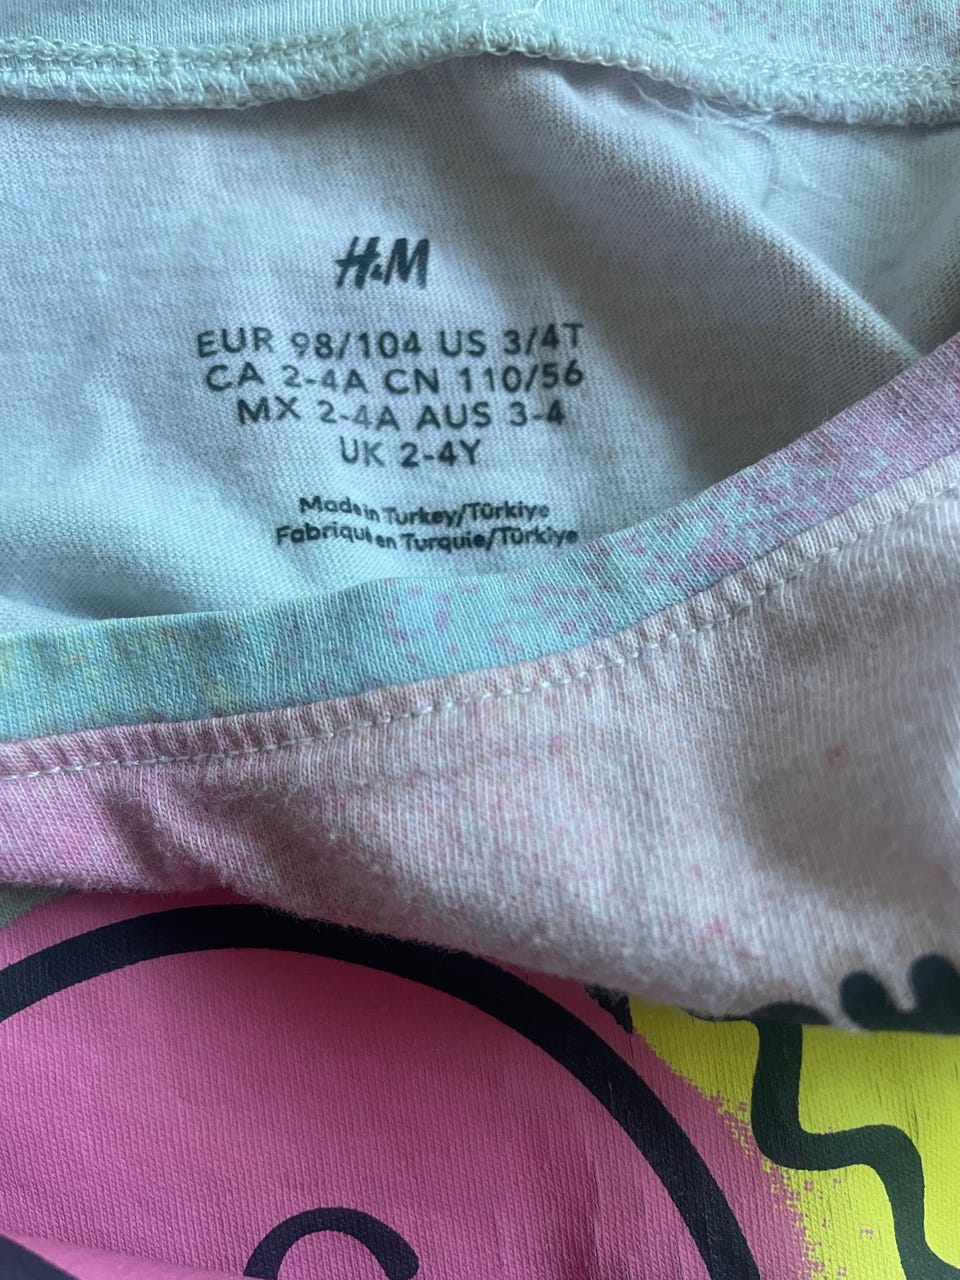 H&M
EUR 98/104 US 3/4T
CA 2-4A CN 110/56
MX 2-4A AUS 3-4
UK 2-4Y
Made in Turkey/Türkiye
Fabriqué en Turquie/Türkiye